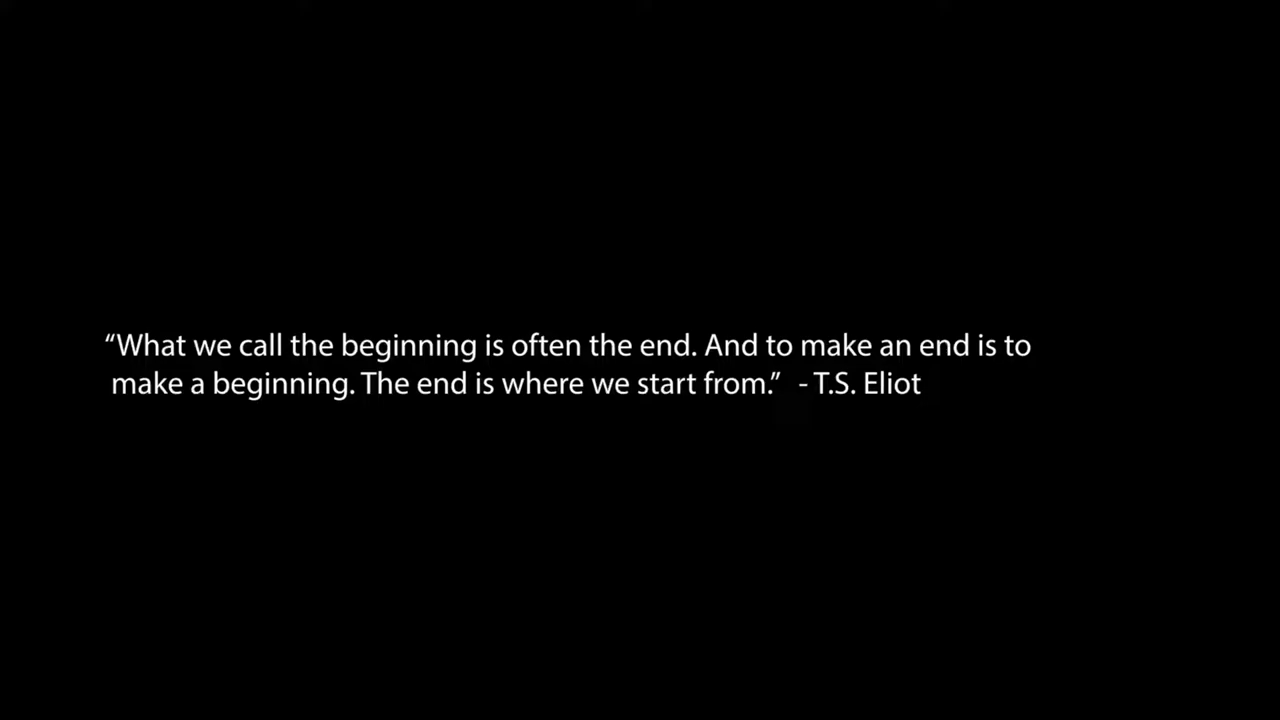 “What we call the beginning is often the end. And to make an end is to
make a beginning. The end is where we start from.” - T.S. Eliot